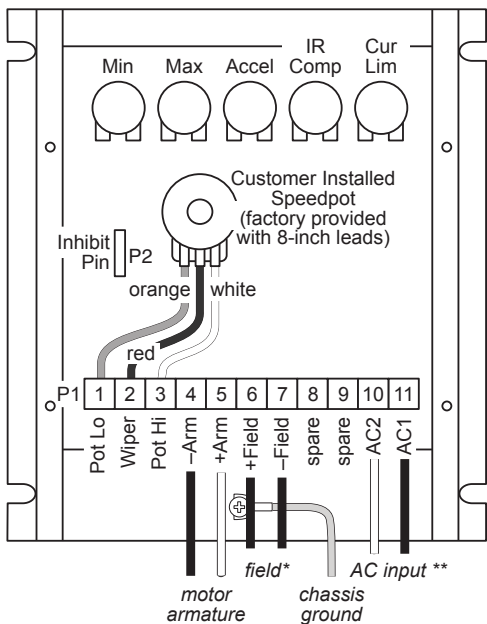 Min Max Accel IR Comp Cur Lim
Customer Installed
Speedpot
(factory provided
with 8-inch leads)
Inhibit
Pin
P2
orange white
red
P1 1 2 3 4 5 6 7 8 9 10 11
Pot Lo
Wiper
Pot Hi
–Arm
+Arm
+Field
–Field
spare
spare
AC2
AC1
field* AC input **
motor
armature
chassis
ground